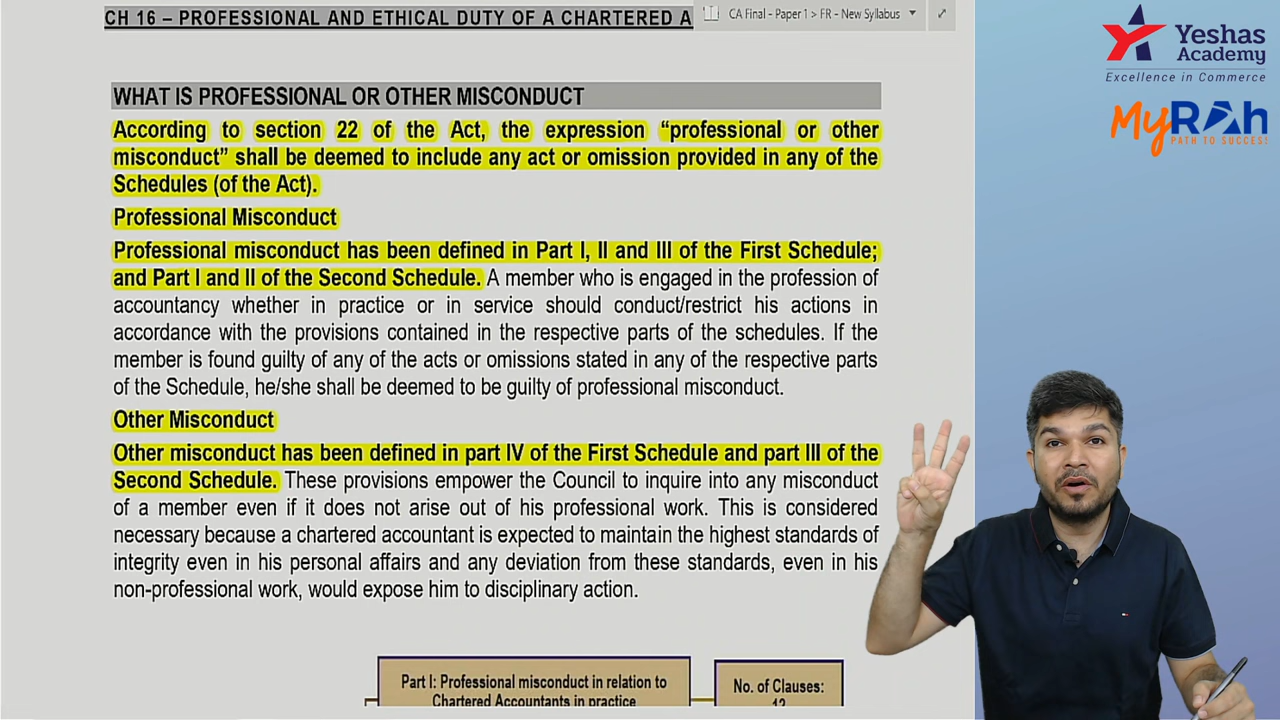 CH 16 – PROFESSIONAL AND ETHICAL DUTY OF A CHARTERED A
CA Final - Paper 1 > FR - New Syllabus
Yeshas
Academy
Excellence in Commerce
MyRAh
PATH TO SUCCESS
WHAT IS PROFESSIONAL OR OTHER MISCONDUCT
According to section 22 of the Act, the expression “professional or other
misconduct” shall be deemed to include any act or omission provided in any of the
Schedules (of the Act).
Professional Misconduct
Professional misconduct has been defined in Part I, II and III of the First Schedule;
and Part I and II of the Second Schedule. A member who is engaged in the profession of
accountancy whether in practice or in service should conduct/restrict his actions in
accordance with the provisions contained in the respective parts of the schedules. If the
member is found guilty of any of the acts or omissions stated in any of the respective parts
of the Schedule, he/she shall be deemed to be guilty of professional misconduct.
Other Misconduct
Other misconduct has been defined in part IV of the First Schedule and part III of the
Second Schedule. These provisions empower the Council to inquire into any misconduct
of a member even if it does not arise out of his professional work. This is considered
necessary because a chartered accountant is expected to maintain the highest standards of
integrity even in his personal affairs and any deviation from these standards, even in his
non-professional work, would expose him to disciplinary action.
Part I: Professional misconduct in relation to
Chartered Accountants in practice
No. of Clauses:
12